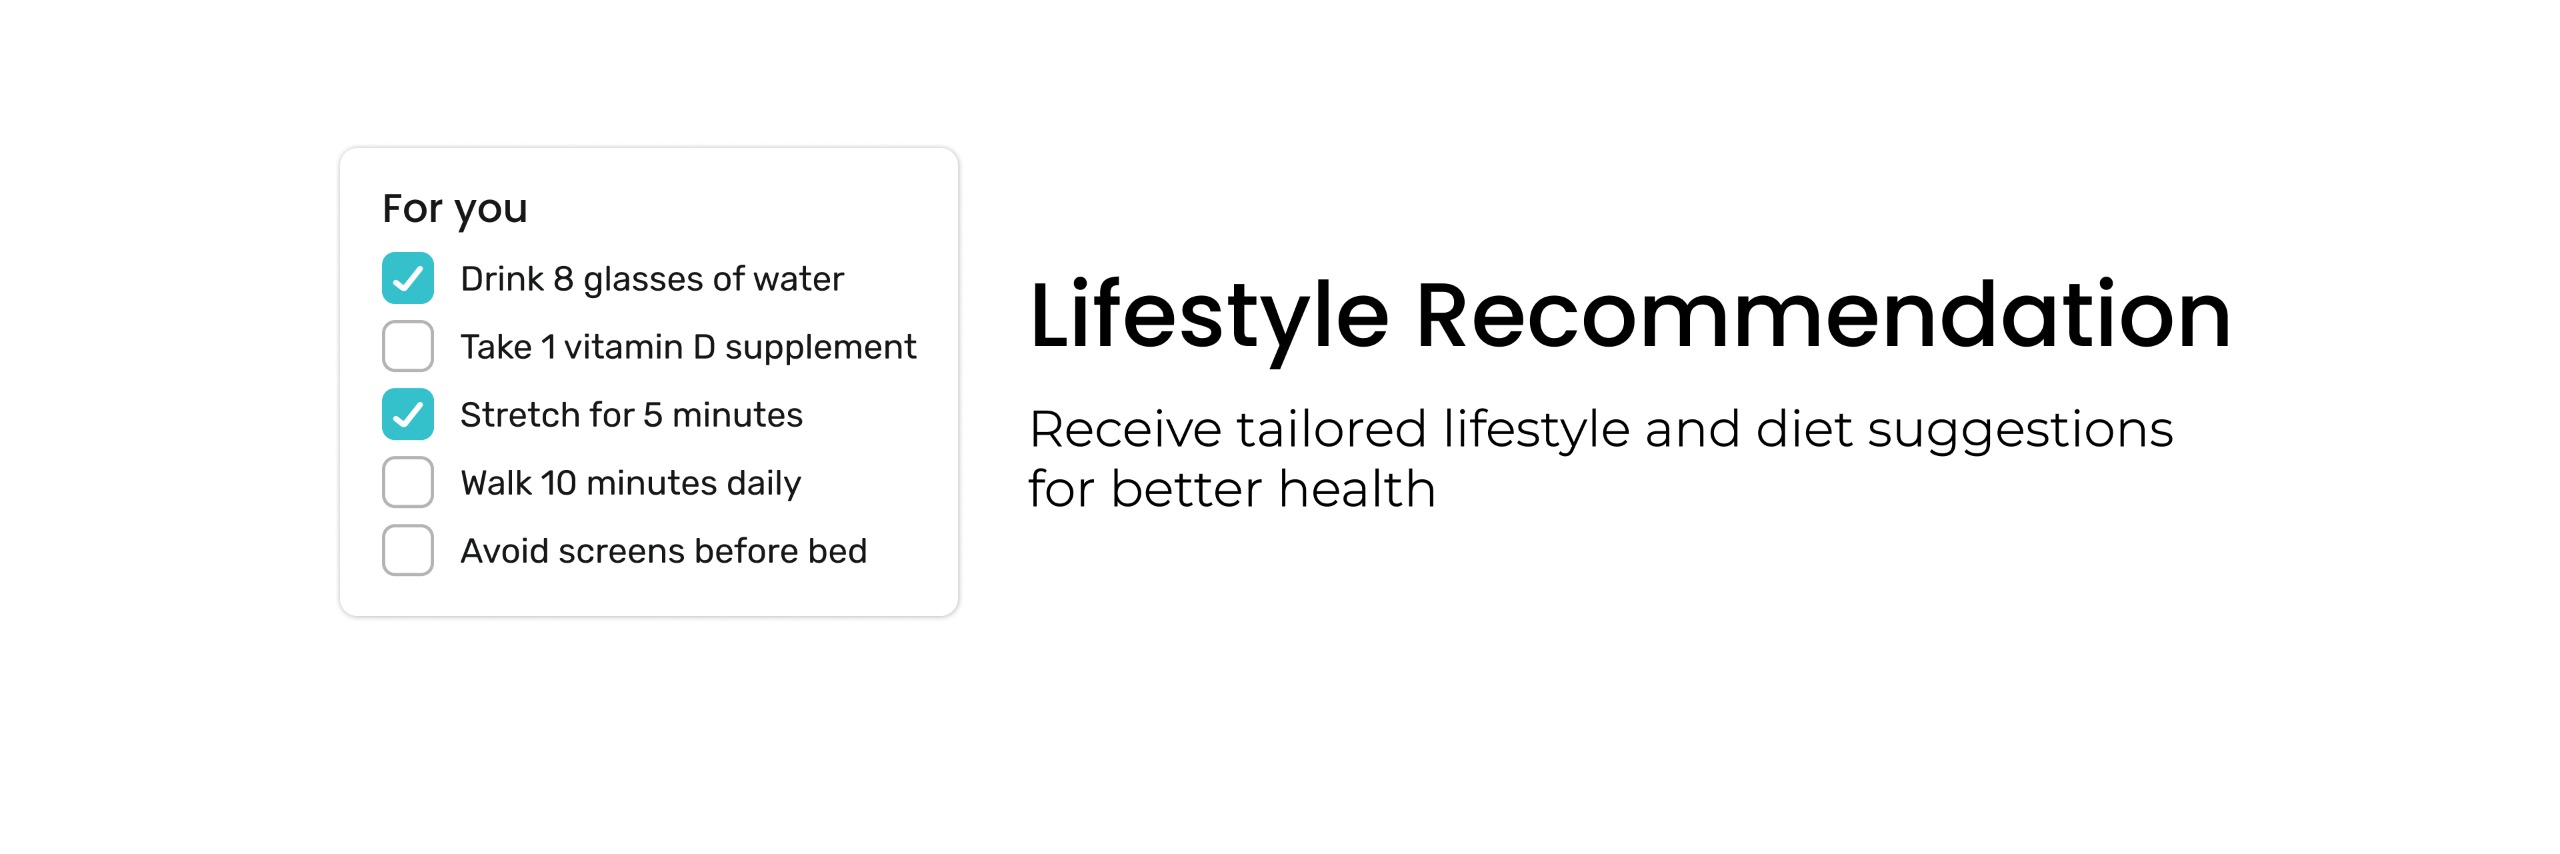 For you
Drink 8 glasses of water
Take 1 vitamin D supplement
Stretch for 5 minutes
Walk 10 minutes daily
Avoid screens before bed
Lifestyle Recommendation
Receive tailored lifestyle and diet suggestions
for better health